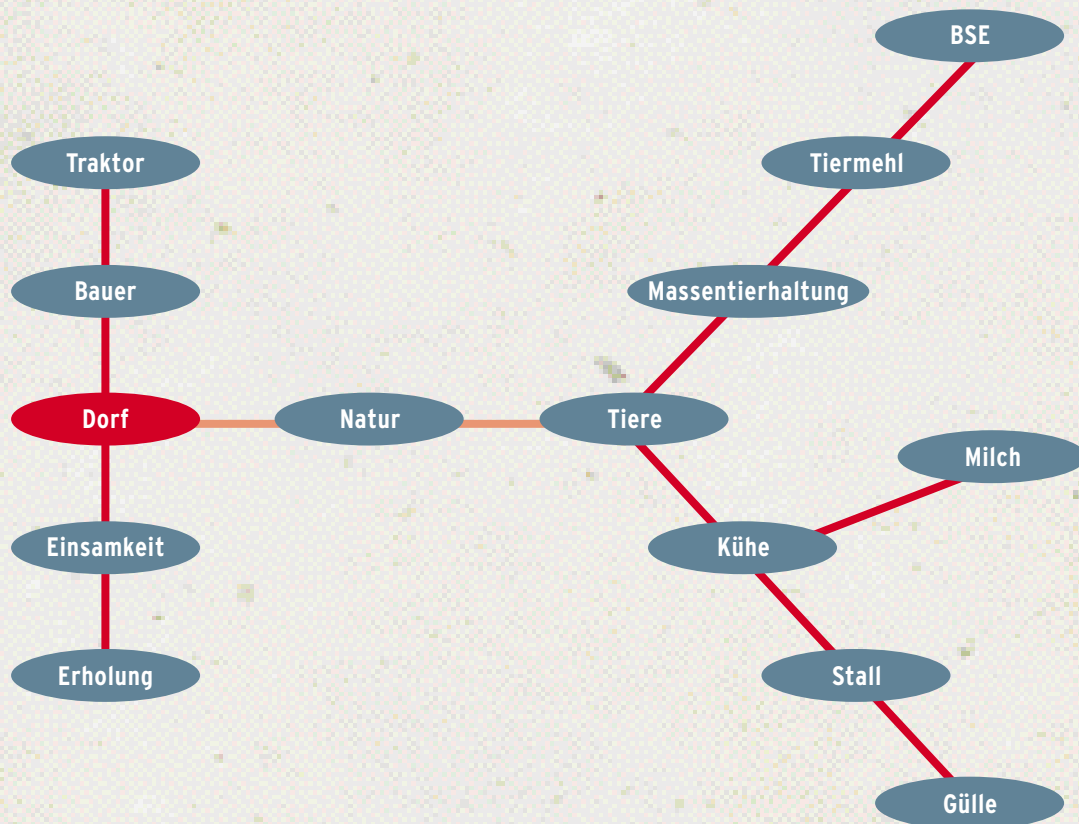 BSE
Traktor
Tiermehl
Bauer
Massentierhaltung
Dorf
Natur
Tiere
Milch
Einsamkeit
Kühe
Erholung
Stall
Gülle